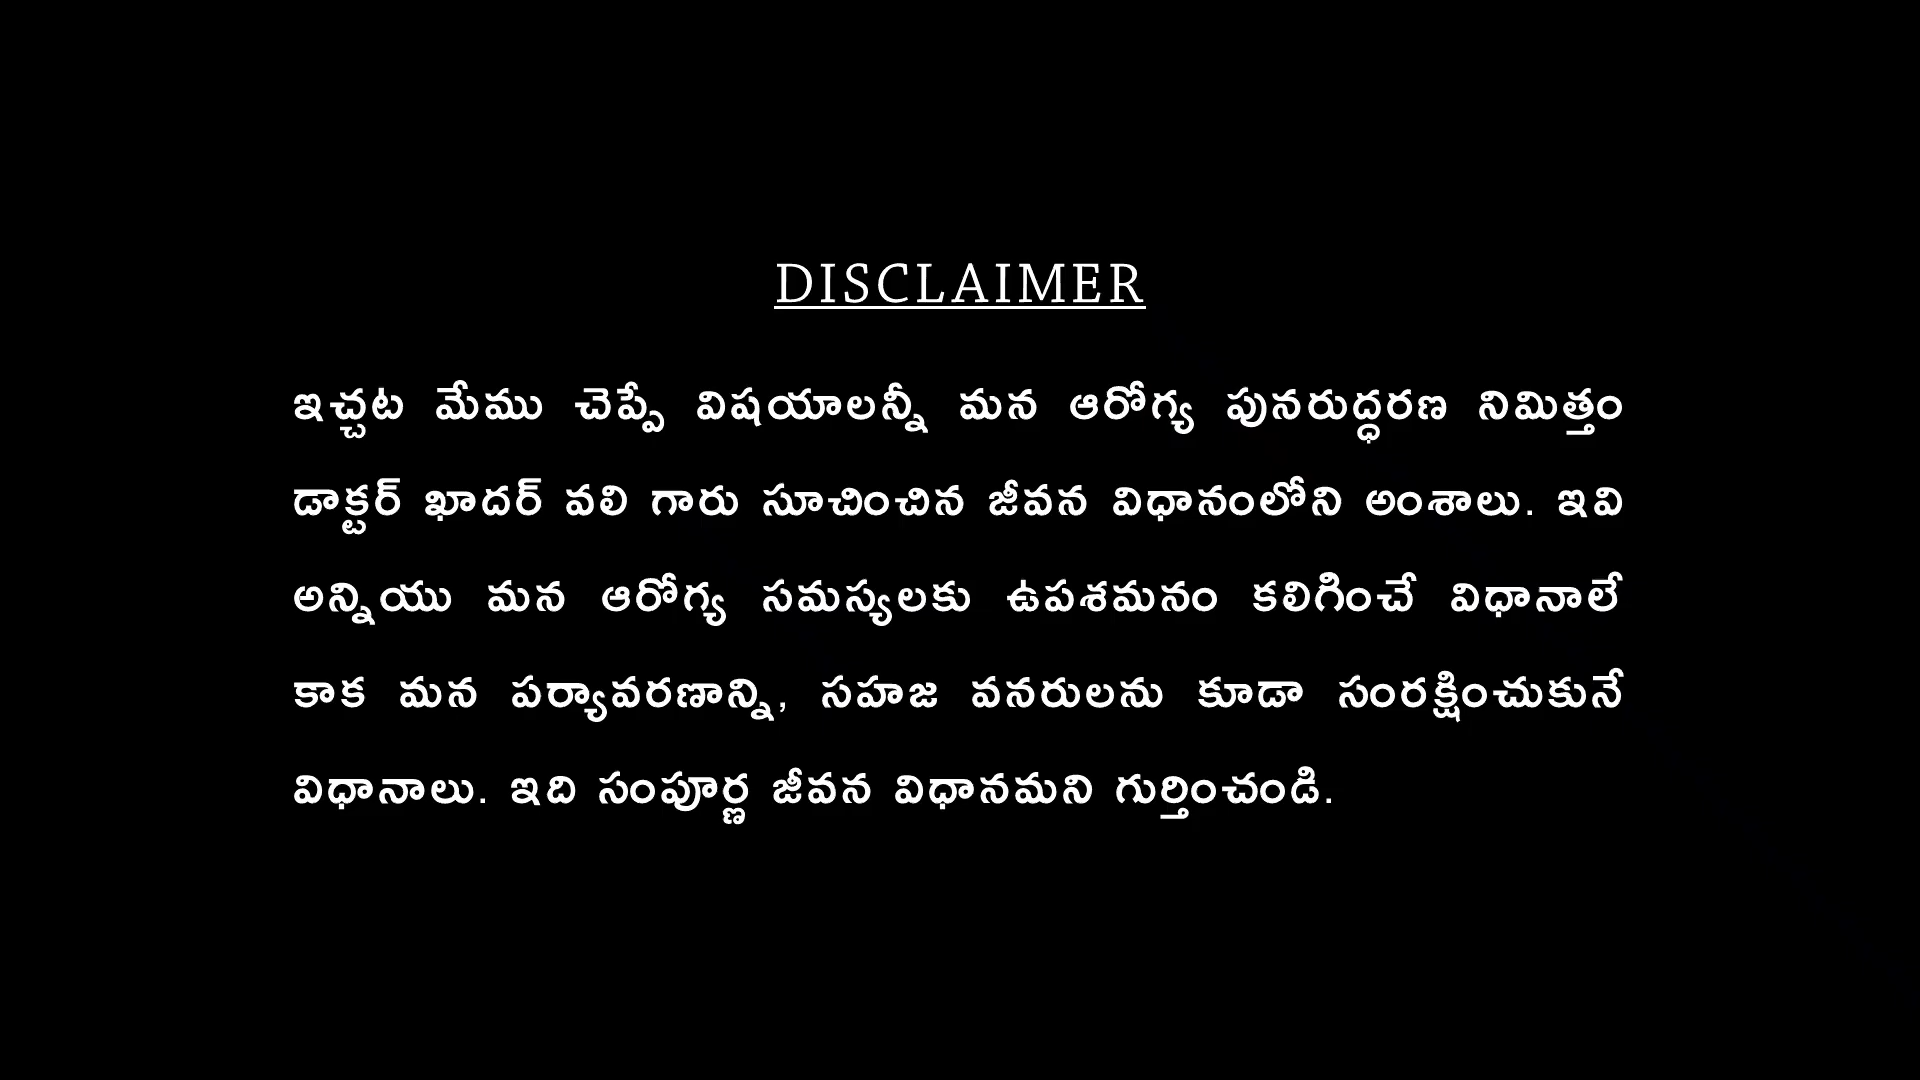 DISCLAIMER
ఇచ్చట మేము చెప్పే విషయాలన్నీ మన ఆరోగ్య పునరుద్ధరణ నిమిత్తం
డాక్టర్ ఖాదర్ వలి గారు సూచించిన జీవన విధానంలోని అంశాలు. ఇవి
అన్నియు మన ఆరోగ్య సమస్యలకు ఉపశమనం కలిగించే విధానాలే
కాక మన పర్యావరణాన్ని, సహజ వనరులను కూడా సంరక్షించుకునే
విధానాలు. ఇది సంపూర్ణ జీవన విధానమని గుర్తించండి.